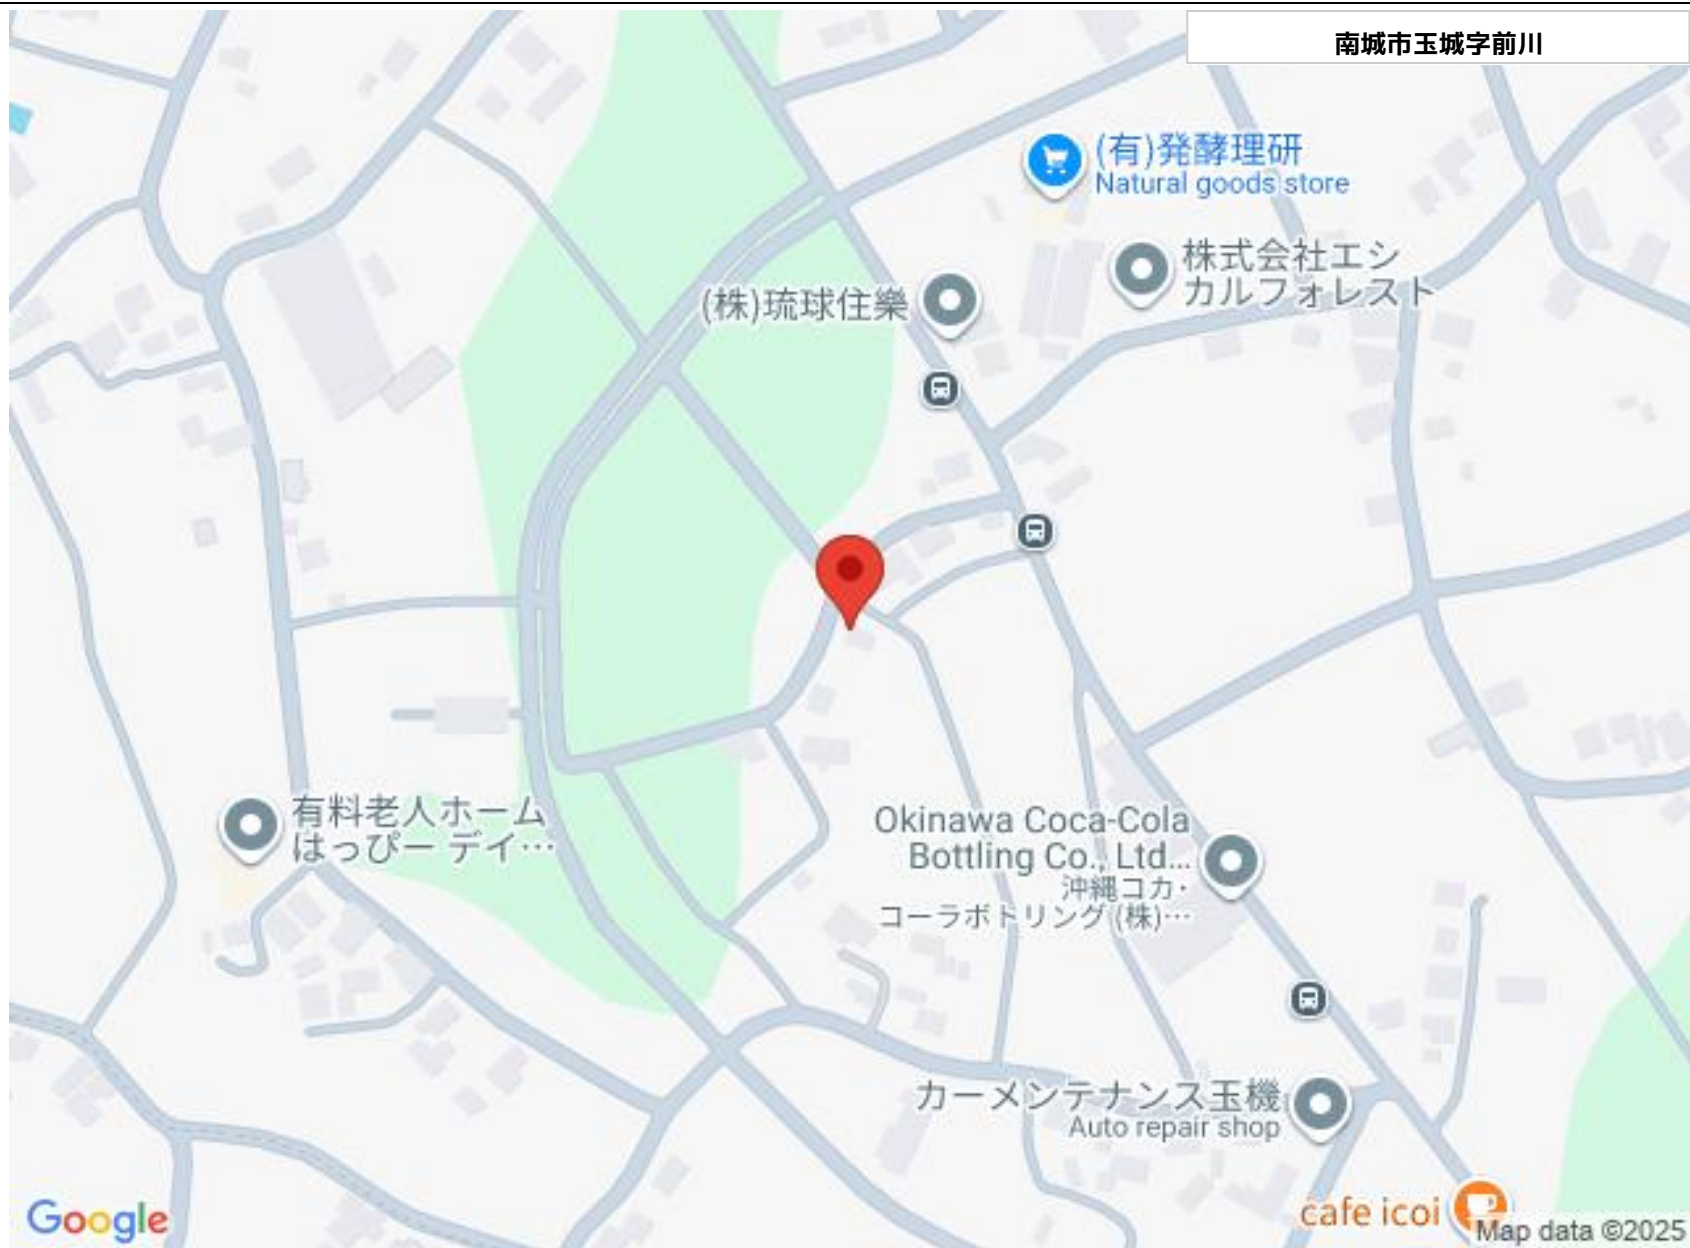 南城市玉城字前川
(有)発酵理研
Natural goods store
株式会社エシ
カルフォレスト
(株)琉球住樂
有料老人ホーム
はっぴー デイ…
Okinawa Coca-Cola
Bottling Co., Ltd...
沖縄コカ·
コーラボトリング(株)…
カーメンテナンス玉機
Auto repair shop
cafe icoi
Google
Map data ©2025